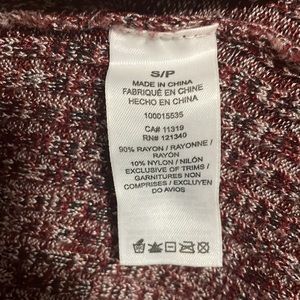 S/P
MADE IN CHINA
FABRIQUÉ EN CHINE
HECHO EN CHINA
100015535
CA# 11319
RN# 121340
90% RAYON / RAYONNE /
RAYÓN
10% NYLON / NILÓN
EXCLUSIVE OF TRIMS /
GARNITURES NON
COMPRISES / EXCLUYEN
DO AVIOS